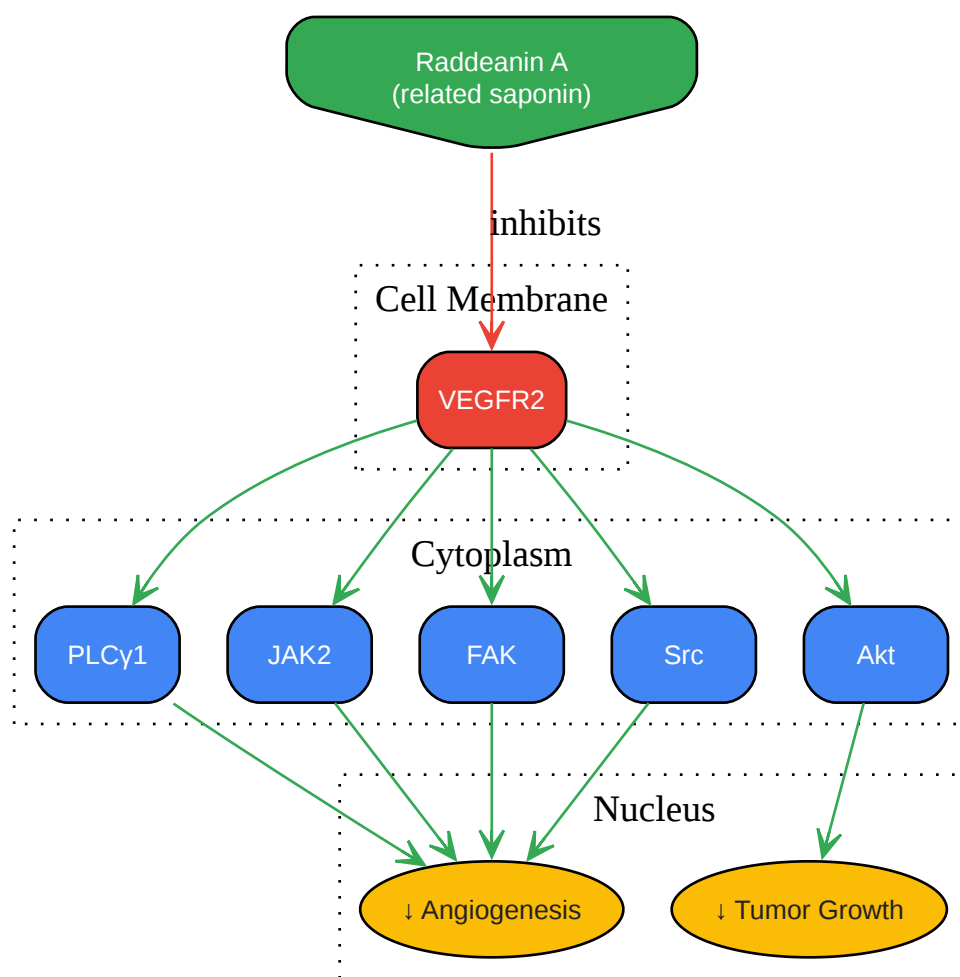 Raddeanin A
(related saponin)
inhibits
Cell Membrane
VEGFR2
Cytoplasm
PLCγ1
JAK2
FAK
Src
Akt
Nucleus
↓ Angiogenesis
↓ Tumor Growth